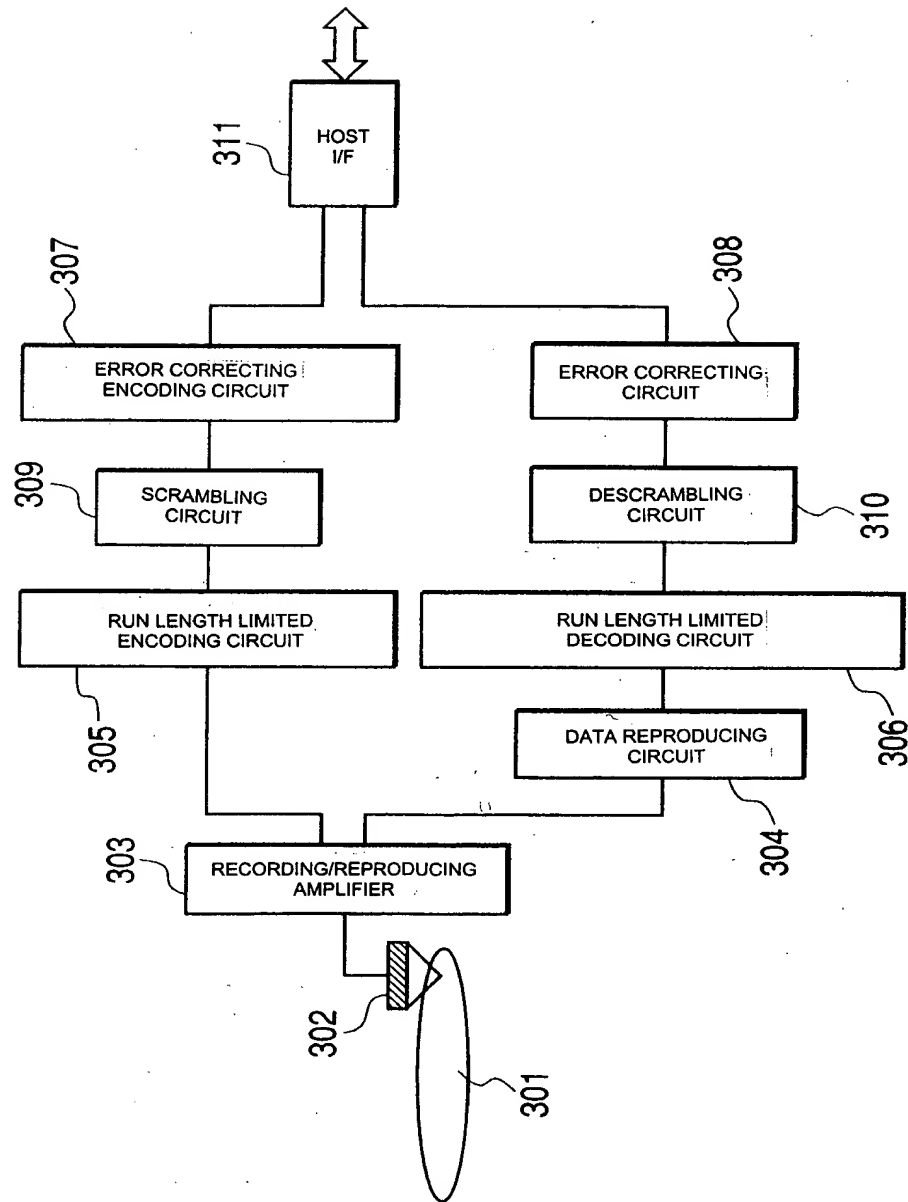 311
HOST
I/F
307
ERROR CORRECTING
ENCODING CIRCUIT
308
ERROR CORRECTING
CIRCUIT
309
SCRAMBLING
CIRCUIT
DESCRAMBLING
CIRCUIT
310
RUN LENGTH LIMITED
ENCODING CIRCUIT
305
RUN LENGTH LIMITED
DECODING CIRCUIT
306
DATA REPRODUCING
CIRCUIT
304
303
RECORDING/REPRODUCING
AMPLIFIER
302
301